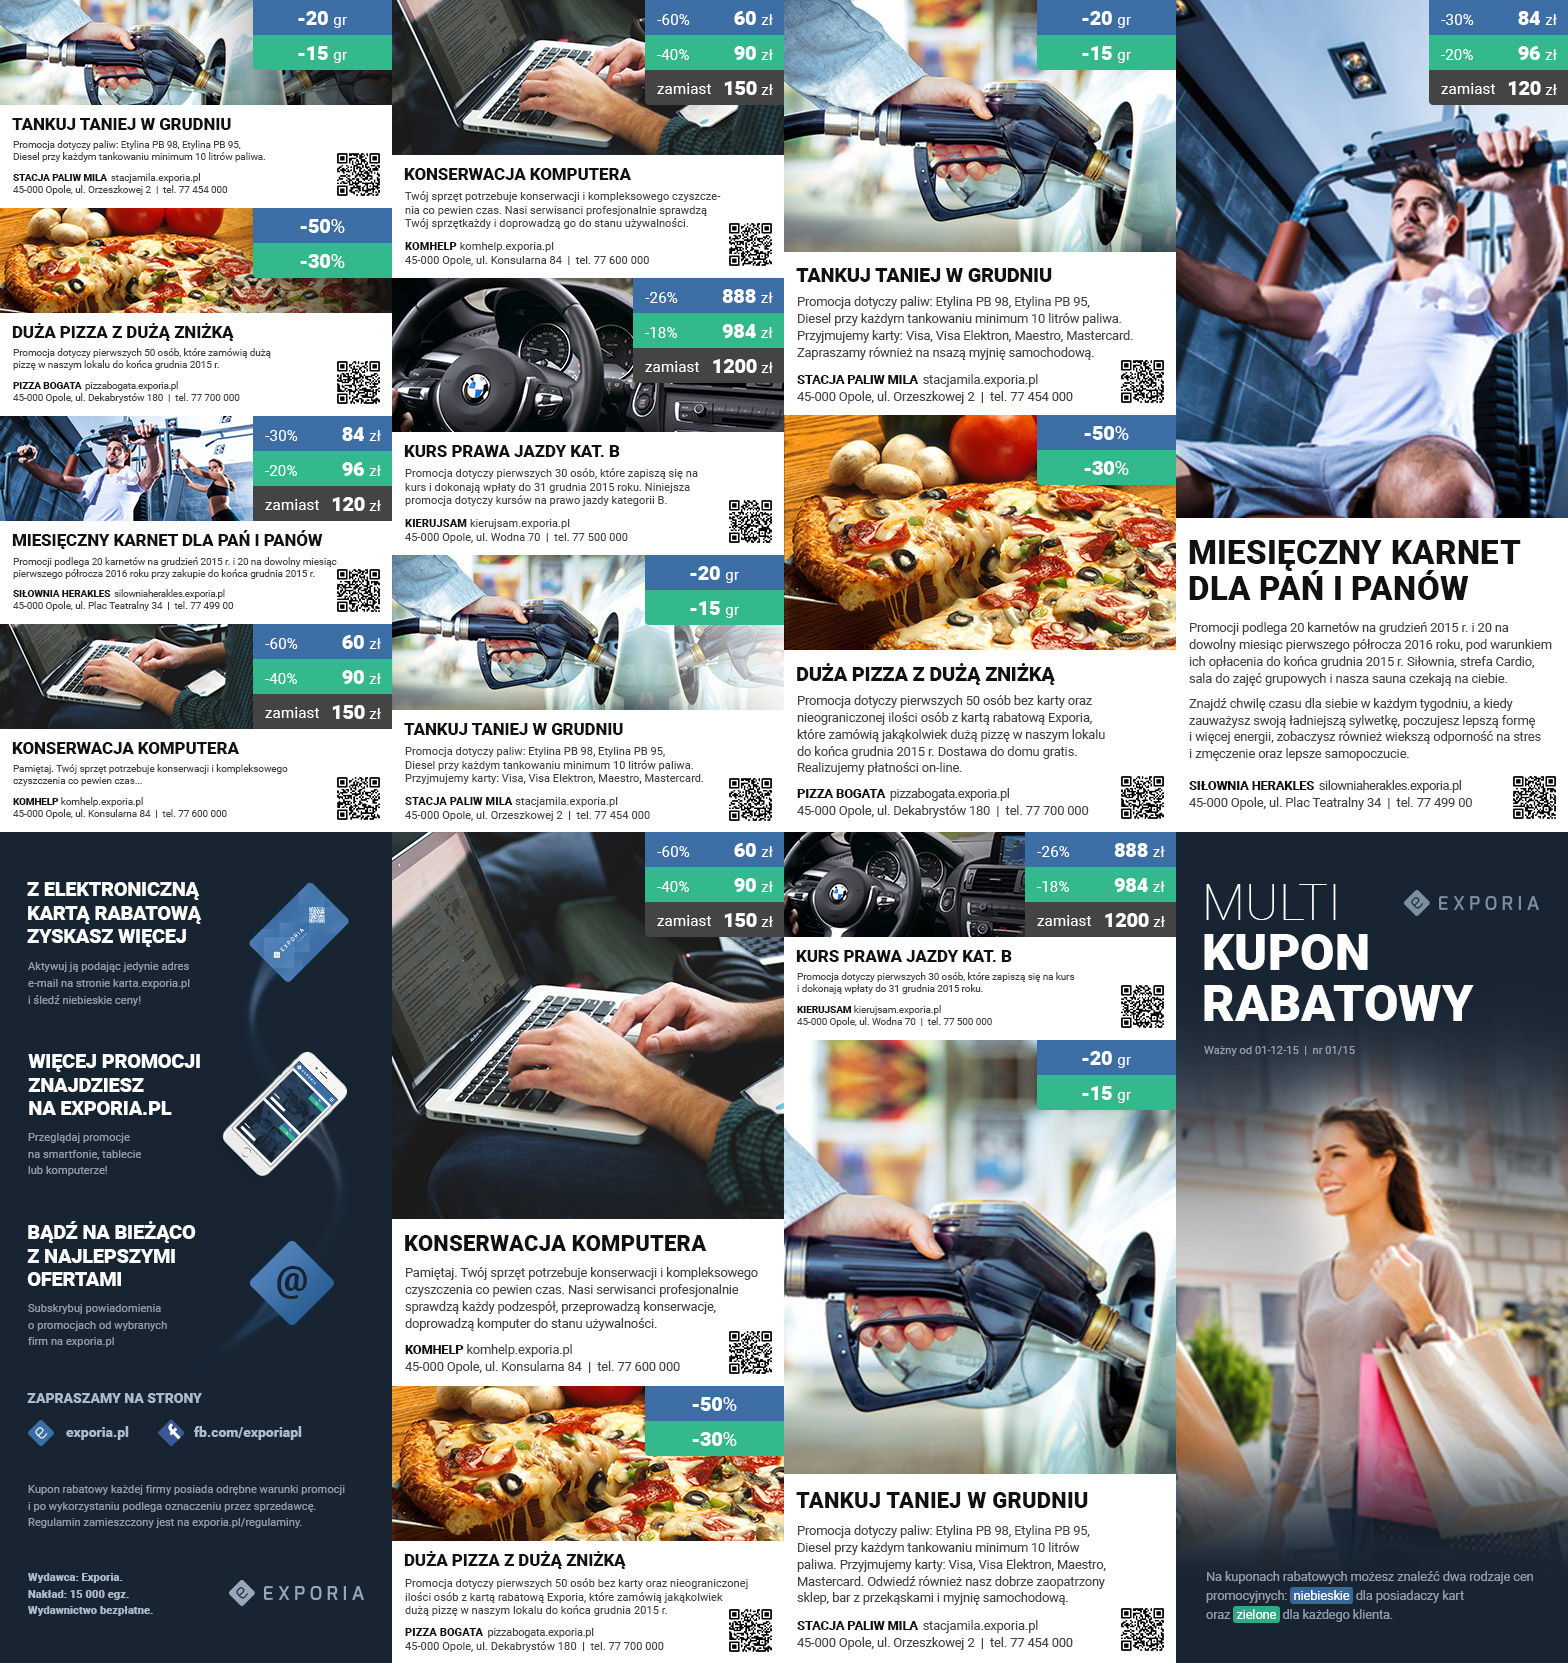 -20 gr
-15 gr
TANKUJ TANIEJ W GRUDNIU
Promocja dotyczy paliw: Etylina PB 98, Etylina PB 95,
Diesel przy każdym tankowaniu minimum 10 litrów paliwa.
STACJA PALIW MILA stacjamila.exporia.pl
45-000 Opole, ul. Orzeszkowej 2 | tel. 77 454 000
-50%
-30%
DUŻA PIZZA Z DUŻĄ ZNIŻKĄ
Promocja dotyczy pierwszych 50 osób, które zamówią dużą
pizzę w naszym lokalu do końca grudnia 2015 r.
PIZZA BOGATA pizzabogata.exporia.pl
45-000 Opole, ul. Dekabrystów 180 | tel. 77 700 000
-30% 84 zł
-20% 96 zł
zamiast 120 zł
MIESIĘCZNY KARNET DLA PAŃ I PANÓW
Promocji podlega 20 karnetów na grudzień 2015 r. i 20 na dowolny miesiąc
pierwszego półrocza 2016 roku przy zakupie do końca grudnia 2015 r.
SIŁOWNIA HERAKLES silowniaherakles.exporia.pl
45-000 Opole, ul. Plac Teatralny 34 | tel. 77 499 00
-60% 60 zł
-40% 90 zł
zamiast 150 zł
KONSERWACJA KOMPUTERA
Pamiętaj. Twój sprzęt potrzebuje konserwacji i kompleksowego
czyszczenia co pewien czas...
KOMHELP komhelp.exporia.pl
45-000 Opole, ul. Konsularna 84 | tel. 77 600 000
-60% 60 zł
-40% 90 zł
zamiast 150 zł
KONSERWACJA KOMPUTERA
Twój sprzęt potrzebuje konserwacji i kompleksowego czyszcze-
nia co pewien czas. Nasi serwisanci profesjonalnie sprawdzą
Twój sprzętkażdy i doprowadzą go do stanu używalności.
KOMHELP komhelp.exporia.pl
45-000 Opole, ul. Konsularna 84 | tel. 77 600 000
-26% 888 zł
-18% 984 zł
zamiast 1200 zł
KURS PRAWA JAZDY KAT. B
Promocja dotyczy pierwszych 30 osób, które zapiszą się na
kurs i dokonają wpłaty do 31 grudnia 2015 roku. Niniejsza
promocja dotyczy kursów na prawo jazdy kategorii B.
KIERUJSAM kierujsam.exporia.pl
45-000 Opole, ul. Wodna 70 | tel. 77 500 000
-20 gr
-15 gr
TANKUJ TANIEJ W GRUDNIU
Promocja dotyczy paliw: Etylina PB 98, Etylina PB 95,
Diesel przy każdym tankowaniu minimum 10 litrów paliwa.
Przyjmujemy karty: Visa, Visa Elektron, Maestro, Mastercard.
STACJA PALIW MILA stacjamila.exporia.pl
45-000 Opole, ul. Orzeszkowej 2 | tel. 77 454 000
-20 gr
-15 gr
TANKUJ TANIEJ W GRUDNIU
Promocja dotyczy paliw: Etylina PB 98, Etylina PB 95,
Diesel przy każdym tankowaniu minimum 10 litrów paliwa.
Przyjmujemy karty: Visa, Visa Elektron, Maestro, Mastercard.
Zapraszamy również na nsazą myjnię samochodową.
STACJA PALIW MILA stacjamila.exporia.pl
45-000 Opole, ul. Orzeszkowej 2 | tel. 77 454 000
-50%
-30%
DUŻA PIZZA Z DUŻĄ ZNIŻKĄ
Promocja dotyczy pierwszych 50 osób bez karty oraz
nieograniczonej ilości osób z kartą rabatową Exporia,
które zamówią jakąkolwiek dużą pizzę w naszym lokalu
do końca grudnia 2015 r. Dostawa do domu gratis.
Realizujemy płatności on-line.
PIZZA BOGATA pizzabogata.exporia.pl
45-000 Opole, ul. Dekabrystów 180 | tel. 77 700 000
-30% 84 zł
-20% 96 zł
zamiast 120 zł
MIESIĘCZNY KARNET
DLA PAŃ I PANÓW
Promocji podlega 20 karnetów na grudzień 2015 r. i 20 na
dowolny miesiąc pierwszego półrocza 2016 roku, pod warunkiem
ich opłacenia do końca grudnia 2015 r. Siłownia, strefa Cardio,
sala do zajęć grupowych i nasza sauna czekają na ciebie.
Znajdź chwilę czasu dla siebie w każdym tygodniu, a kiedy
zauważysz swoją ładniejszą sylwetkę, poczujesz lepszą formę
i więcej energii, zobaczysz również wiekszą odporność na stres
i zmęczenie oraz lepsze samopoczucie.
SIŁOWNIA HERAKLES silowniaherakles.exporia.pl
45-000 Opole, ul. Plac Teatralny 34 | tel. 77 499 00
Z ELEKTRONICZNĄ
KARTĄ RABATOWĄ
ZYSKASZ WIĘCEJ
Aktywuj ją podając jedynie adres
e-mail na stronie karta.exporia.pl
i śledź niebieskie ceny!
EXPORIA
WIĘCEJ PROMOCJI
ZNAJDZIESZ
NA EXPORIA.PL
Przeglądaj promocje
na smartfonie, tablecie
lub komputerze!
EXPORIA
BĄDŹ NA BIEŻĄCO
Z NAJLEPSZYMI
OFERTAMI
Subskrybuj powiadomienia
o promocjach od wybranych
firm na exporia.pl
@
ZAPRASZAMY NA STRONY
exporia.pl fb.com/exporiapl
Kupon rabatowy każdej firmy posiada odrębne warunki promocji
i po wykorzystaniu podlega oznaczeniu przez sprzedawcę.
Regulamin zamieszczony jest na exporia.pl/regulaminy.
Wydawca: Exporia.
Nakład: 15 000 egz.
Wydawnictwo bezpłatne.
EXPORIA
-60% 60 zł
-40% 90 zł
zamiast 150 zł
KONSERWACJA KOMPUTERA
Pamiętaj. Twój sprzęt potrzebuje konserwacji i kompleksowego
czyszczenia co pewien czas. Nasi serwisanci profesjonalnie
sprawdzą każdy podzespół, przeprowadzą konserwacje,
doprowadzą komputer do stanu używalności.
KOMHELP komhelp.exporia.pl
45-000 Opole, ul. Konsularna 84 | tel. 77 600 000
-50%
-30%
DUŻA PIZZA Z DUŻĄ ZNIŻKĄ
Promocja dotyczy pierwszych 50 osób bez karty oraz nieograniczonej
ilości osób z kartą rabatową Exporia, które zamówią jakąkolwiek
dużą pizzę w naszym lokalu do końca grudnia 2015 r.
PIZZA BOGATA pizzabogata.exporia.pl
45-000 Opole, ul. Dekabrystów 180 | tel. 77 700 000
-26% 888 zł
-18% 984 zł
zamiast 1200 zł
KURS PRAWA JAZDY KAT. B
Promocja dotyczy pierwszych 30 osób, które zapiszą się na kurs
i dokonają wpłaty do 31 grudnia 2015 roku.
KIERUJSAM kierujsam.exporia.pl
45-000 Opole, ul. Wodna 70 | tel. 77 500 000
-20 gr
-15 gr
TANKUJ TANIEJ W GRUDNIU
Promocja dotyczy paliw: Etylina PB 98, Etylina PB 95,
Diesel przy każdym tankowaniu minimum 10 litrów
paliwa. Przyjmujemy karty: Visa, Visa Elektron, Maestro,
Mastercard. Odwiedź również nasz dobrze zaopatrzony
sklep, bar z przekąskami i myjnię samochodową.
STACJA PALIW MILA stacjamila.exporia.pl
45-000 Opole, ul. Orzeszkowej 2 | tel. 77 454 000
MULTI
KUPON
RABATOWY
EXPORIA
Ważny od 01-12-15 | nr 01/15
Na kuponach rabatowych możesz znaleźć dwa rodzaje cen
promocyjnych: niebieskie dla posiadaczy kart
oraz zielone dla każdego klienta.